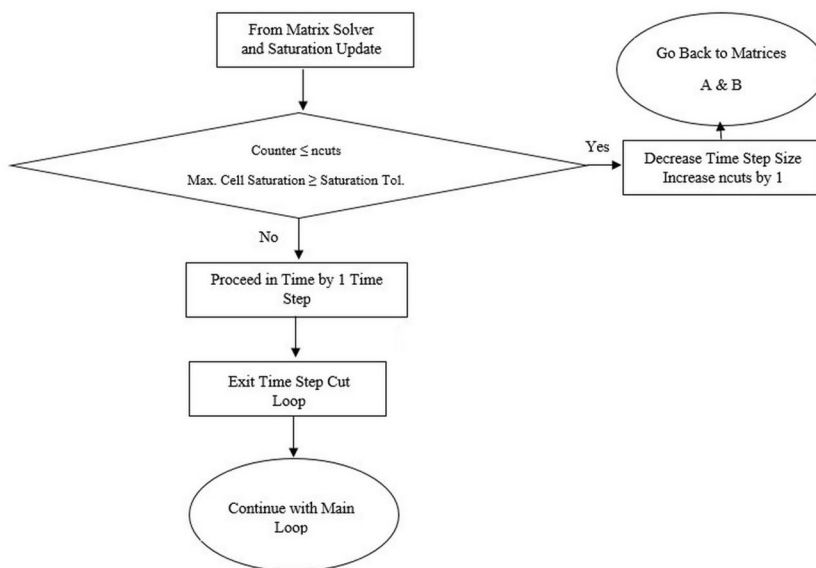 From Matrix Solver
and Saturation Update
Go Back to Matrices
A & B
Counter ≤ ncuts
Max. Cell Saturation ≥ Saturation Tol.
Yes
Decrease Time Step Size
Increase ncuts by 1
No
Proceed in Time by 1 Time
Step
Exit Time Step Cut
Loop
Continue with Main
Loop